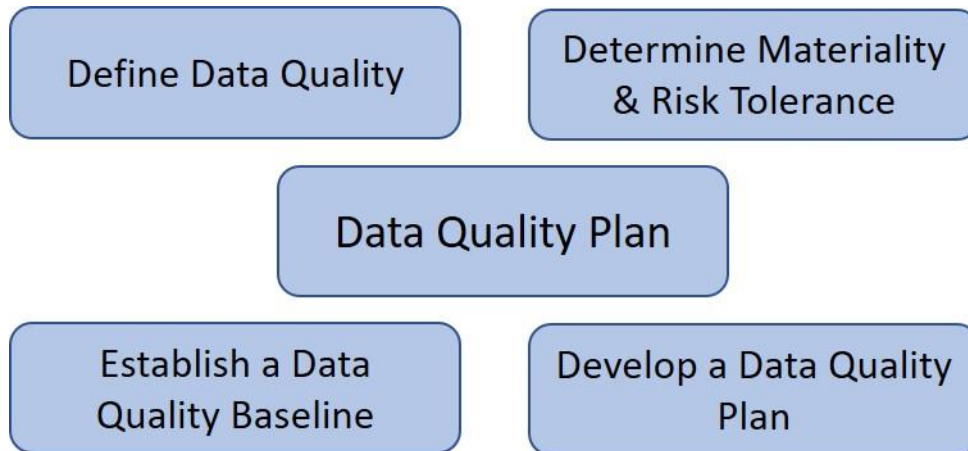 Define Data Quality
Determine Materiality
& Risk Tolerance
Data Quality Plan
Establish a Data
Quality Baseline
Develop a Data Quality
Plan